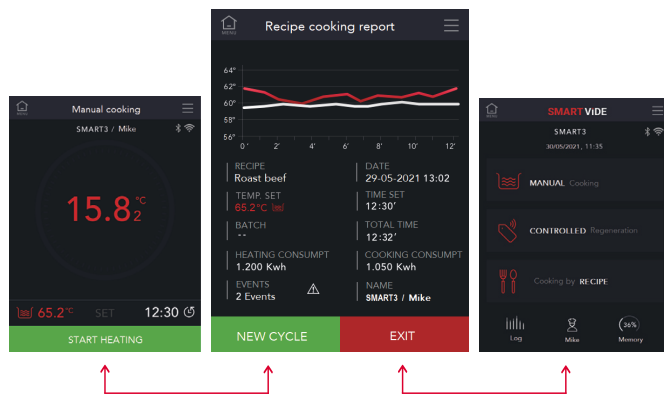 MENU
Manual cooking
SMART3 / Mike
15.8 °C
2
65.2°C SET 12:30
START HEATING
MENU
Recipe cooking report
64°
62°
60°
58°
56°
0' 2' 4' 6' 8' 10' 12'
RECIPE
Roast beef
DATE
29-05-2021 13:02
TEMP. SET
65.2°C
TIME SET
12:30'
BATCH
--
TOTAL TIME
12:32'
HEATING CONSUMPT
1.200 Kwh
COOKING CONSUMPT
1.050 Kwh
EVENTS
2 Events
NAME
SMART3 / Mike
NEW CYCLE
EXIT
MENU
SMARTViDE
SMART3
30/05/2021, 11:35
MANUAL Cooking
CONTROLLED Regeneration
Cooking by RECIPE
36%
Log Mike Memory